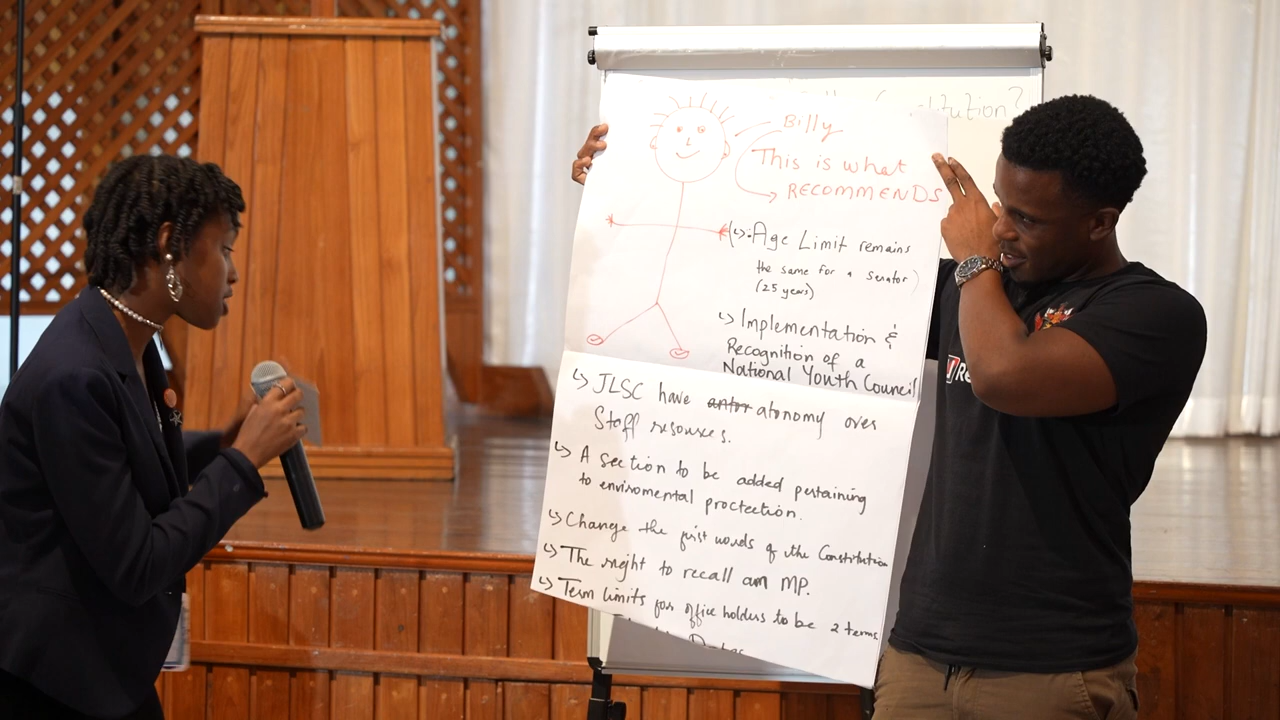 Billy
This is what
RECOMMENDS
↳ Age Limit remains
the same for a senator)
(25 years)
↳ Implementation &
Recognition of a
National Youth Council
↳ JLSC have antor atonomy over
Staff resourses.
↳ A section to be added pertaining
to enviromental proctection.
↳ Change the first words of the Constitution
↳ The right to recall am MP.
↳ Term limits for office holders to be 2 terms